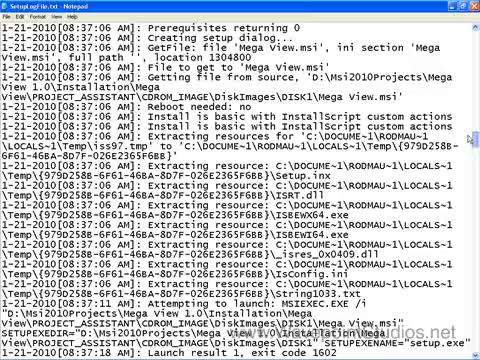 SetupLogFile.txt - Notepad
File Edit Format View Help
1-21-2010[08:37:06 AM]: Prerequisites returning 0
1-21-2010[08:37:06 AM]: Creating setup dialog...
1-21-2010[08:37:06 AM]: GetFile: file 'Mega View.msi', ini section 'Mega
View.msi', full path '', location 1304800
1-21-2010[08:37:06 AM]: File to get to 'Mega View.msi'
1-21-2010[08:37:06 AM]: Getting file from source, 'D:\Msi2010Projects\Mega
View 1.0\Installation\Mega
View\PROJECT_ASSISTANT\CDROM_IMAGE\DiskImages\DISK1\Mega View.msi'
1-21-2010[08:37:06 AM]: Reboot needed: no
1-21-2010[08:37:06 AM]: Install is basic with InstallScript custom actions
1-21-2010[08:37:06 AM]: Install is basic with InstallScript custom actions
1-21-2010[08:37:06 AM]: Extracting resources for 'C:\DOCUME~1\RODMAU~1
\LOCALS~1\Temp\iss97.tmp' to 'C:\DOCUME~1\RODMAU~1\LOCALS~1\Temp\{979D258B-
6F61-46BA-8D7F-026E2365F6BB}'
1-21-2010[08:37:06 AM]: Extracting resource: C:\DOCUME~1\RODMAU~1\LOCALS~1
\Temp\{979D258B-6F61-46BA-8D7F-026E2365F6BB}\Setup.inx
1-21-2010[08:37:06 AM]: Extracting resource: C:\DOCUME~1\RODMAU~1\LOCALS~1
\Temp\{979D258B-6F61-46BA-8D7F-026E2365F6BB}\ISRT.dll
1-21-2010[08:37:06 AM]: Extracting resource: C:\DOCUME~1\RODMAU~1\LOCALS~1
\Temp\{979D258B-6F61-46BA-8D7F-026E2365F6BB}\ISBEWX64.exe
1-21-2010[08:37:06 AM]: Extracting resource: C:\DOCUME~1\RODMAU~1\LOCALS~1
\Temp\{979D258B-6F61-46BA-8D7F-026E2365F6BB}\ISBEWI64.exe
1-21-2010[08:37:06 AM]: Extracting resource: C:\DOCUME~1\RODMAU~1\LOCALS~1
\Temp\{979D258B-6F61-46BA-8D7F-026E2365F6BB}\_isres_0x0409.dll
1-21-2010[08:37:06 AM]: Extracting resource: C:\DOCUME~1\RODMAU~1\LOCALS~1
\Temp\{979D258B-6F61-46BA-8D7F-026E2365F6BB}\IsConfig.ini
1-21-2010[08:37:06 AM]: Extracting resource: C:\DOCUME~1\RODMAU~1\LOCALS~1
\Temp\{979D258B-6F61-46BA-8D7F-026E2365F6BB}\String1033.txt
1-21-2010[08:37:11 AM]: Attempting to launch: MSIEXEC.EXE /i
"D:\Msi2010Projects\Mega View 1.0\Installation\Mega
View\PROJECT_ASSISTANT\CDROM_IMAGE\DiskImages\DISK1\Mega View.msi"
SETUPEXEDIR="D:\Msi2010Projects\Mega View 1.0\Installation\Mega
View\PROJECT_ASSISTANT\CDROM_IMAGE\DiskImages\DISK1" SETUPEXENAME="setup.exe"
1-21-2010[08:37:18 AM]: Launch result 1, exit code 1602